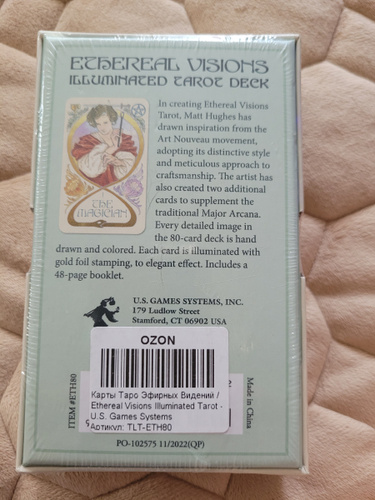 ETHEREAL VISIONS
ILLUMINATED TAROT DECK
In creating Ethereal Visions
Tarot, Matt Hughes has
drawn inspiration from the
Art Nouveau movement,
adopting its distinctive style
and meticulous approach to
craftsmanship. The artist has
also created two additional
cards to supplement the
traditional Major Arcana.
Every detailed image in
the 80-card deck is hand
drawn and colored. Each card is illuminated with
gold foil stamping, to elegant effect. Includes a
48-page booklet.
THE
MAGICIAN
U.S. GAMES SYSTEMS, INC.
179 Ludlow Street
Stamford, CT 06902 USA
OZON
Карты Таро Эфирных Видений /
Ethereal Visions Illuminated Tarot -
U.S. Games Systems
Артикул: TLT-ETH80
ITEM #ETH80
Made in China
PO-102575 11/2022(QP)